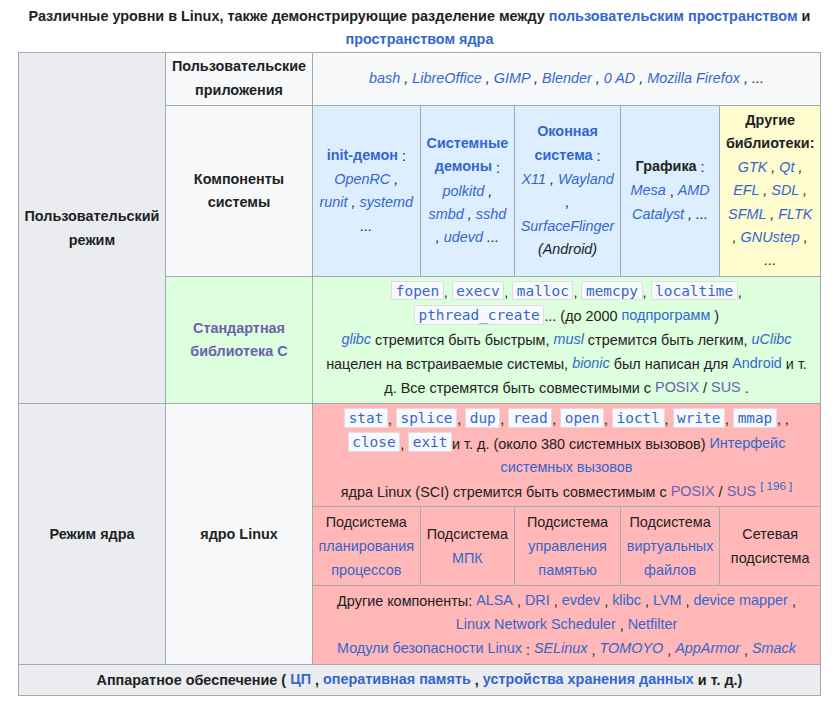 Различные уровни в Linux, также демонстрирующие разделение между пользовательским пространством и
пространством ядра
Пользовательский
режим
Пользовательские
приложения
bash , LibreOffice , GIMP , Blender , 0 AD , Mozilla Firefox , ...
Компоненты
системы
init-демон :
OpenRC ,
runit , systemd
...
Системные
демоны :
polkitd ,
smbd , sshd
, udevd ...
Оконная
система :
X11 , Wayland
,
SurfaceFlinger
(Android)
Графика :
Mesa , AMD
Catalyst , ...
Другие
библиотеки:
GTK , Qt ,
EFL , SDL ,
SFML , FLTK
, GNUstep ,
...
Стандартная
библиотека C
fopen , execv , malloc , memcpy , localtime ,
pthread_create ... (до 2000 подпрограмм )
glibc стремится быть быстрым, musl стремится быть легким, uClibc
нацелен на встраиваемые системы, bionic был написан для Android и т.
д. Все стремятся быть совместимыми с POSIX / SUS .
Режим ядра
ядро Linux
stat , splice , dup , read , open , ioctl , write , mmap , ,
close , exit и т. д. (около 380 системных вызовов) Интерфейс
системных вызовов
ядра Linux (SCI) стремится быть совместимым с POSIX / SUS [ 196 ]
Подсистема
планирования
процессов
Подсистема
МПК
Подсистема
управления
памятью
Подсистема
виртуальных
файлов
Сетевая
подсистема
Другие компоненты: ALSA , DRI , evdev , klibc , LVM , device mapper ,
Linux Network Scheduler , Netfilter
Модули безопасности Linux : SELinux , TOMOYO , AppArmor , Smack
Аппаратное обеспечение ( ЦП , оперативная память , устройства хранения данных и т. д.)